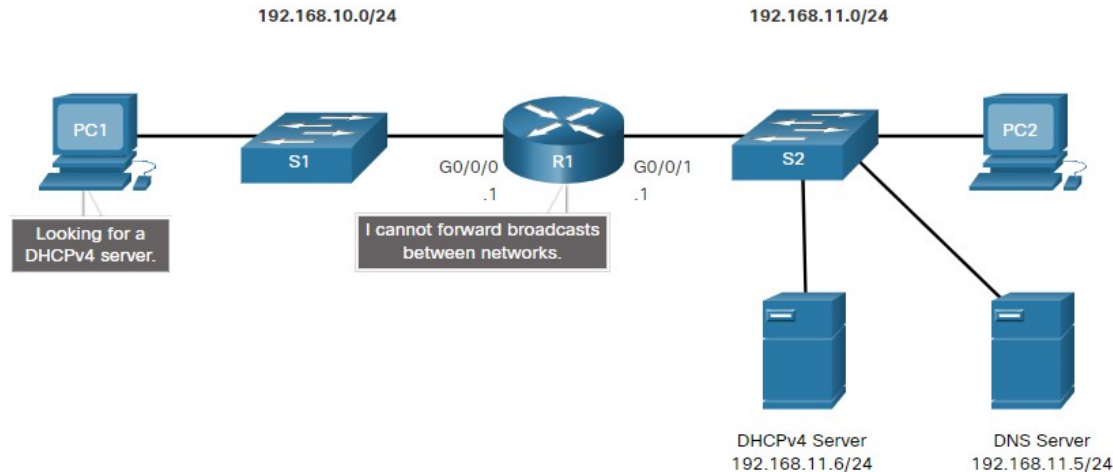 192.168.10.0/24
192.168.11.0/24
PC1
S1
G0/0/0
.1
R1
G0/0/1
.1
S2
PC2
Looking for a
DHCPv4 server.
I cannot forward broadcasts
between networks.
DHCPv4 Server
192.168.11.6/24
DNS Server
192.168.11.5/24